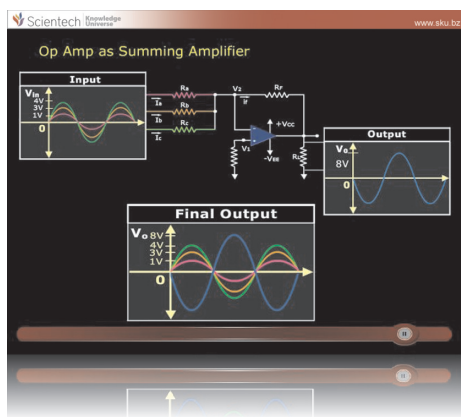 Scientech Knowledge Universe
www.sku.bz
Op Amp as Summing Amplifier
Input
Vin
4V
3V
1V
0
Ra
Ia
Rb
Ib
Rc
Ic
V2
RF
IF
V1
+VCC
-VEE
RL
Output
Vo
8V
0
Final Output
Vo
8V
4V
3V
1V
0